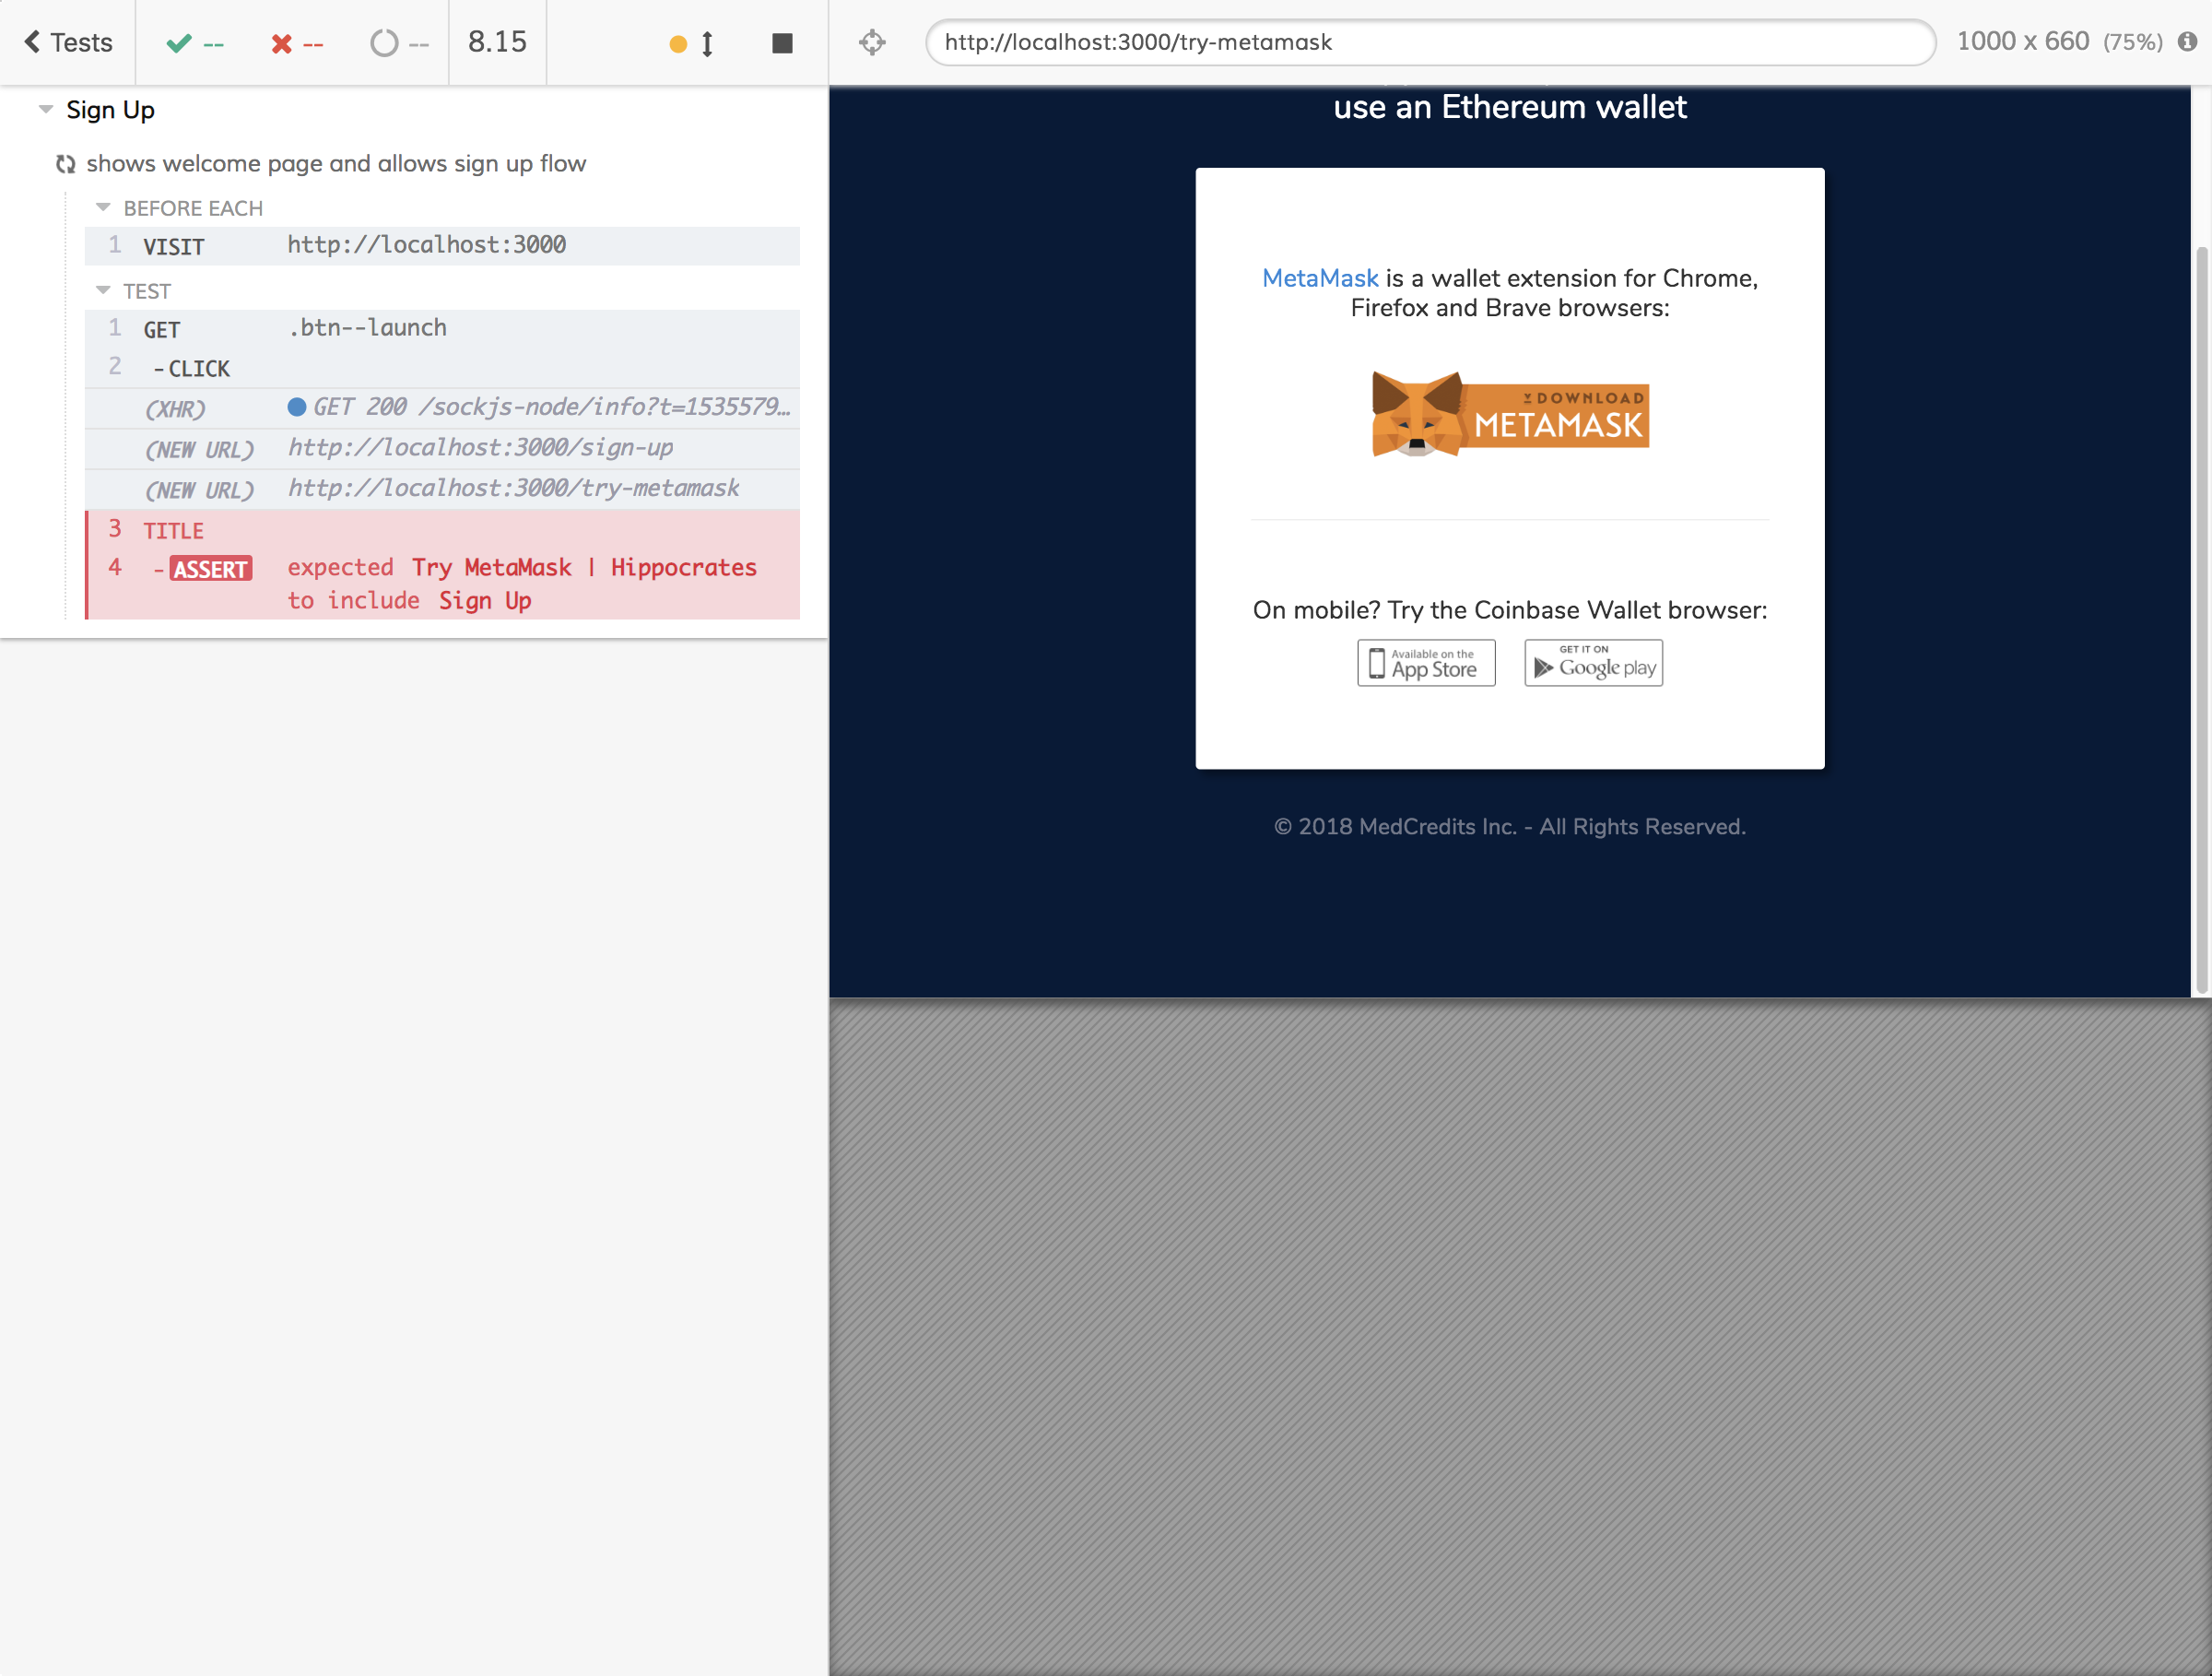 Tests
--
--
--
8.15
http://localhost:3000/try-metamask
1000 x 660 (75%)
Sign Up
shows welcome page and allows sign up flow
BEFORE EACH
1 VISIT http://localhost:3000
TEST
1 GET .btn--launch
2 -CLICK
(XHR) GET 200 /sockjs-node/info?t=1535579...
(NEW URL) http://localhost:3000/sign-up
(NEW URL) http://localhost:3000/try-metamask
3 TITLE
4 -ASSERT expected Try MetaMask | Hippocrates
to include Sign Up
use an Ethereum wallet
MetaMask is a wallet extension for Chrome,
Firefox and Brave browsers:
DOWNLOAD
METAMASK
On mobile? Try the Coinbase Wallet browser:
Available on the
App Store
GET IT ON
Google play
© 2018 MedCredits Inc. - All Rights Reserved.